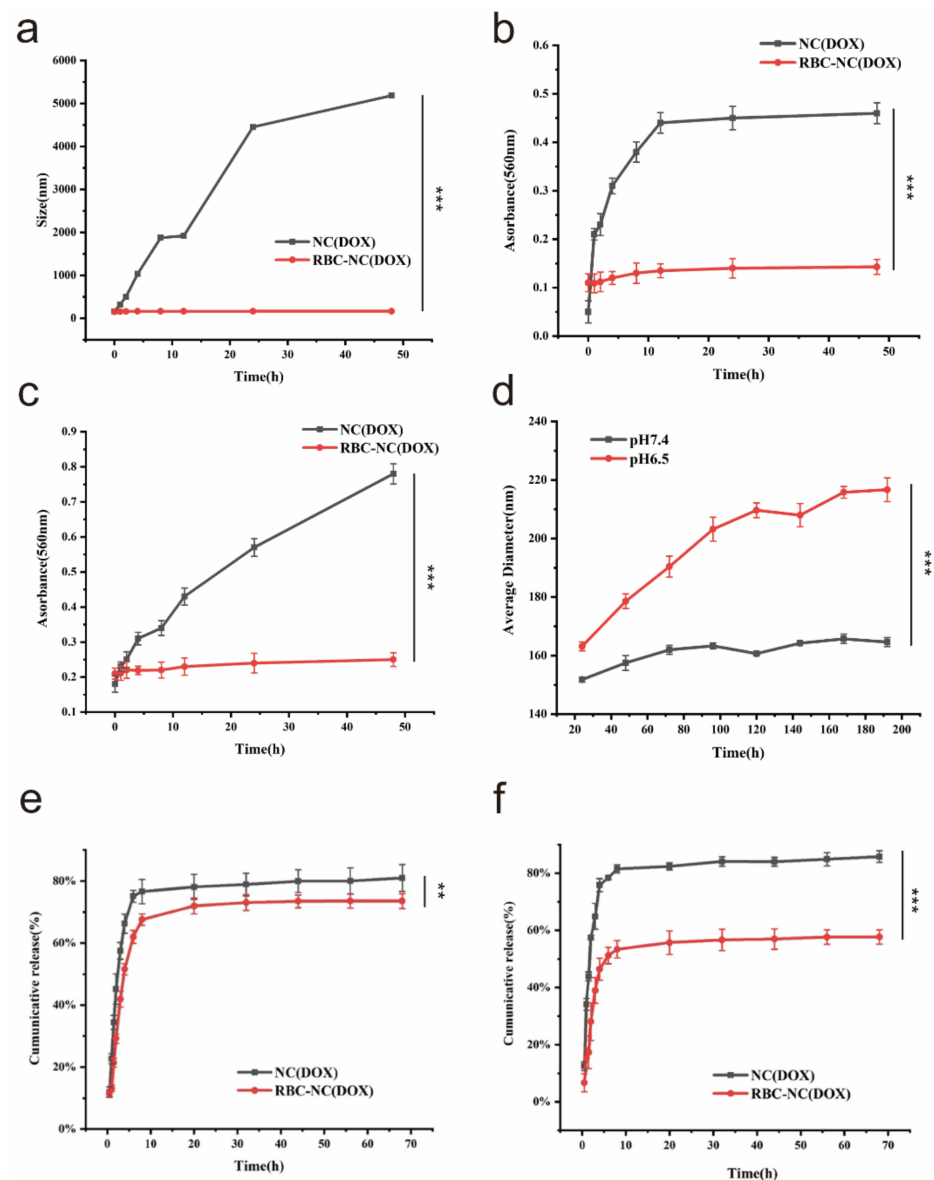 a
6000
5000
4000
3000
2000
1000
0
Size(nm)
NC(DOX)
RBC-NC(DOX)
***
0 10 20 30 40 50
Time(h)
b
0.6
0.5
0.4
0.3
0.2
0.1
0.0
Asorbance(560nm)
NC(DOX)
RBC-NC(DOX)
***
0 10 20 30 40 50
Time(h)
c
0.9
0.8
0.7
0.6
0.5
0.4
0.3
0.2
0.1
Asorbance(560nm)
NC(DOX)
RBC-NC(DOX)
***
0 10 20 30 40 50
Time(h)
d
240
220
200
180
160
140
Average Diameter(nm)
pH7.4
pH6.5
***
20 40 60 80 100 120 140 160 180 200
Time(h)
e
80%
60%
40%
20%
0%
Cumunicative release(%)
NC(DOX)
RBC-NC(DOX)
**
0 10 20 30 40 50 60 70
Time(h)
f
80%
60%
40%
20%
0%
Cumunicative release(%)
NC(DOX)
RBC-NC(DOX)
***
0 10 20 30 40 50 60 70
Time(h)